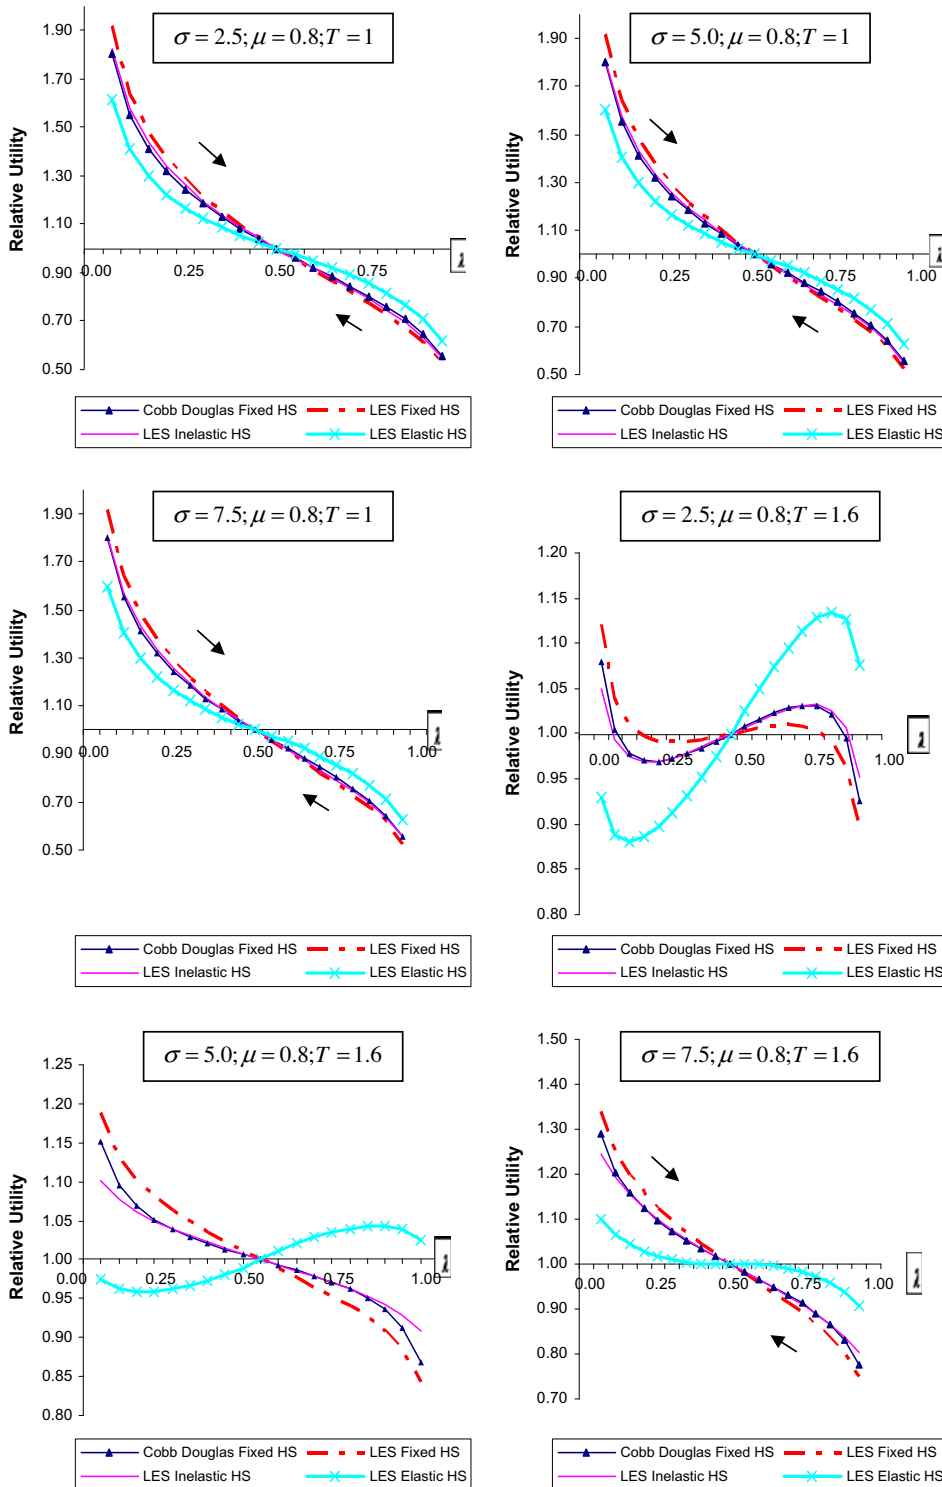 σ = 2.5; μ = 0.8; T = 1
Relative Utility
1.90
1.70
1.50
1.30
1.10
0.90
0.70
0.50
0.00 0.25 0.50 0.75
λ
Cobb Douglas Fixed HS LES Fixed HS
LES Inelastic HS LES Elastic HS
σ = 5.0; μ = 0.8; T = 1
Relative Utility
1.90
1.70
1.50
1.30
1.10
0.90
0.70
0.50
0.00 0.25 0.50 0.75 1.00
λ
Cobb Douglas Fixed HS LES Fixed HS
LES Inelastic HS LES Elastic HS
σ = 7.5; μ = 0.8; T = 1
Relative Utility
1.90
1.70
1.50
1.30
1.10
0.90
0.70
0.50
0.00 0.25 0.50 0.75 1.00
λ
Cobb Douglas Fixed HS LES Fixed HS
LES Inelastic HS LES Elastic HS
σ = 2.5; μ = 0.8; T = 1.6
Relative Utility
1.20
1.15
1.10
1.05
1.00
0.95
0.90
0.85
0.80
0.00 0.25 0.50 0.75 1.00
λ
Cobb Douglas Fixed HS LES Fixed HS
LES Inelastic HS LES Elastic HS
σ = 5.0; μ = 0.8; T = 1.6
Relative Utility
1.25
1.20
1.15
1.10
1.05
1.00
0.95
0.90
0.85
0.80
0.00 0.25 0.50 0.75 1.00
λ
Cobb Douglas Fixed HS LES Fixed HS
LES Inelastic HS LES Elastic HS
σ = 7.5; μ = 0.8; T = 1.6
Relative Utility
1.50
1.40
1.30
1.20
1.10
1.00
0.90
0.80
0.70
0.00 0.25 0.50 0.75 1.00
λ
Cobb Douglas Fixed HS LES Fixed HS
LES Inelastic HS LES Elastic HS